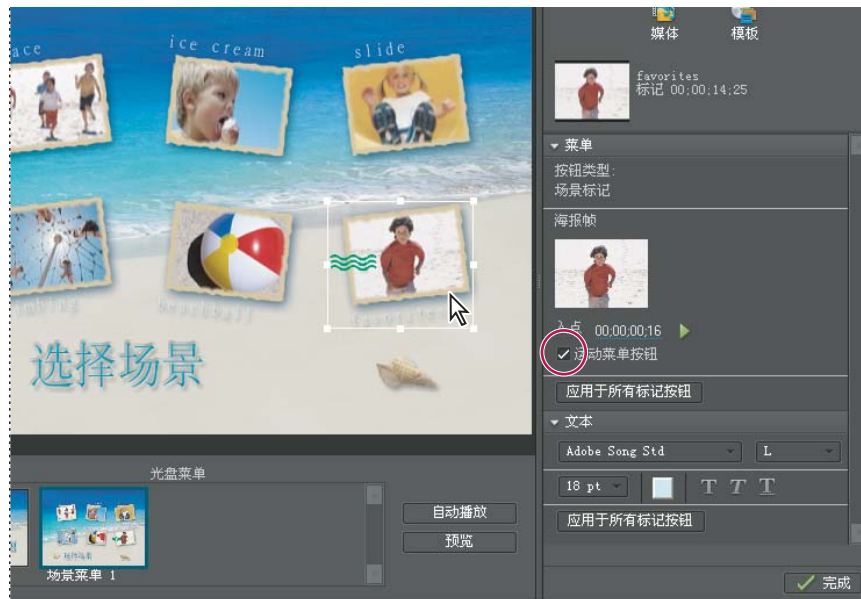 ace
ice cream
slide
beachball
选择场景
光盘菜单
场景菜单 1
自动播放
预览
媒体
模板
favorites
标记 00;00;14;25
菜单
按钮类型:
场景标记
海报帧
入点 00;00;00;16
运动菜单按钮
应用于所有标记按钮
文本
Adobe Song Std
L
18 pt
T T T
应用于所有标记按钮
完成